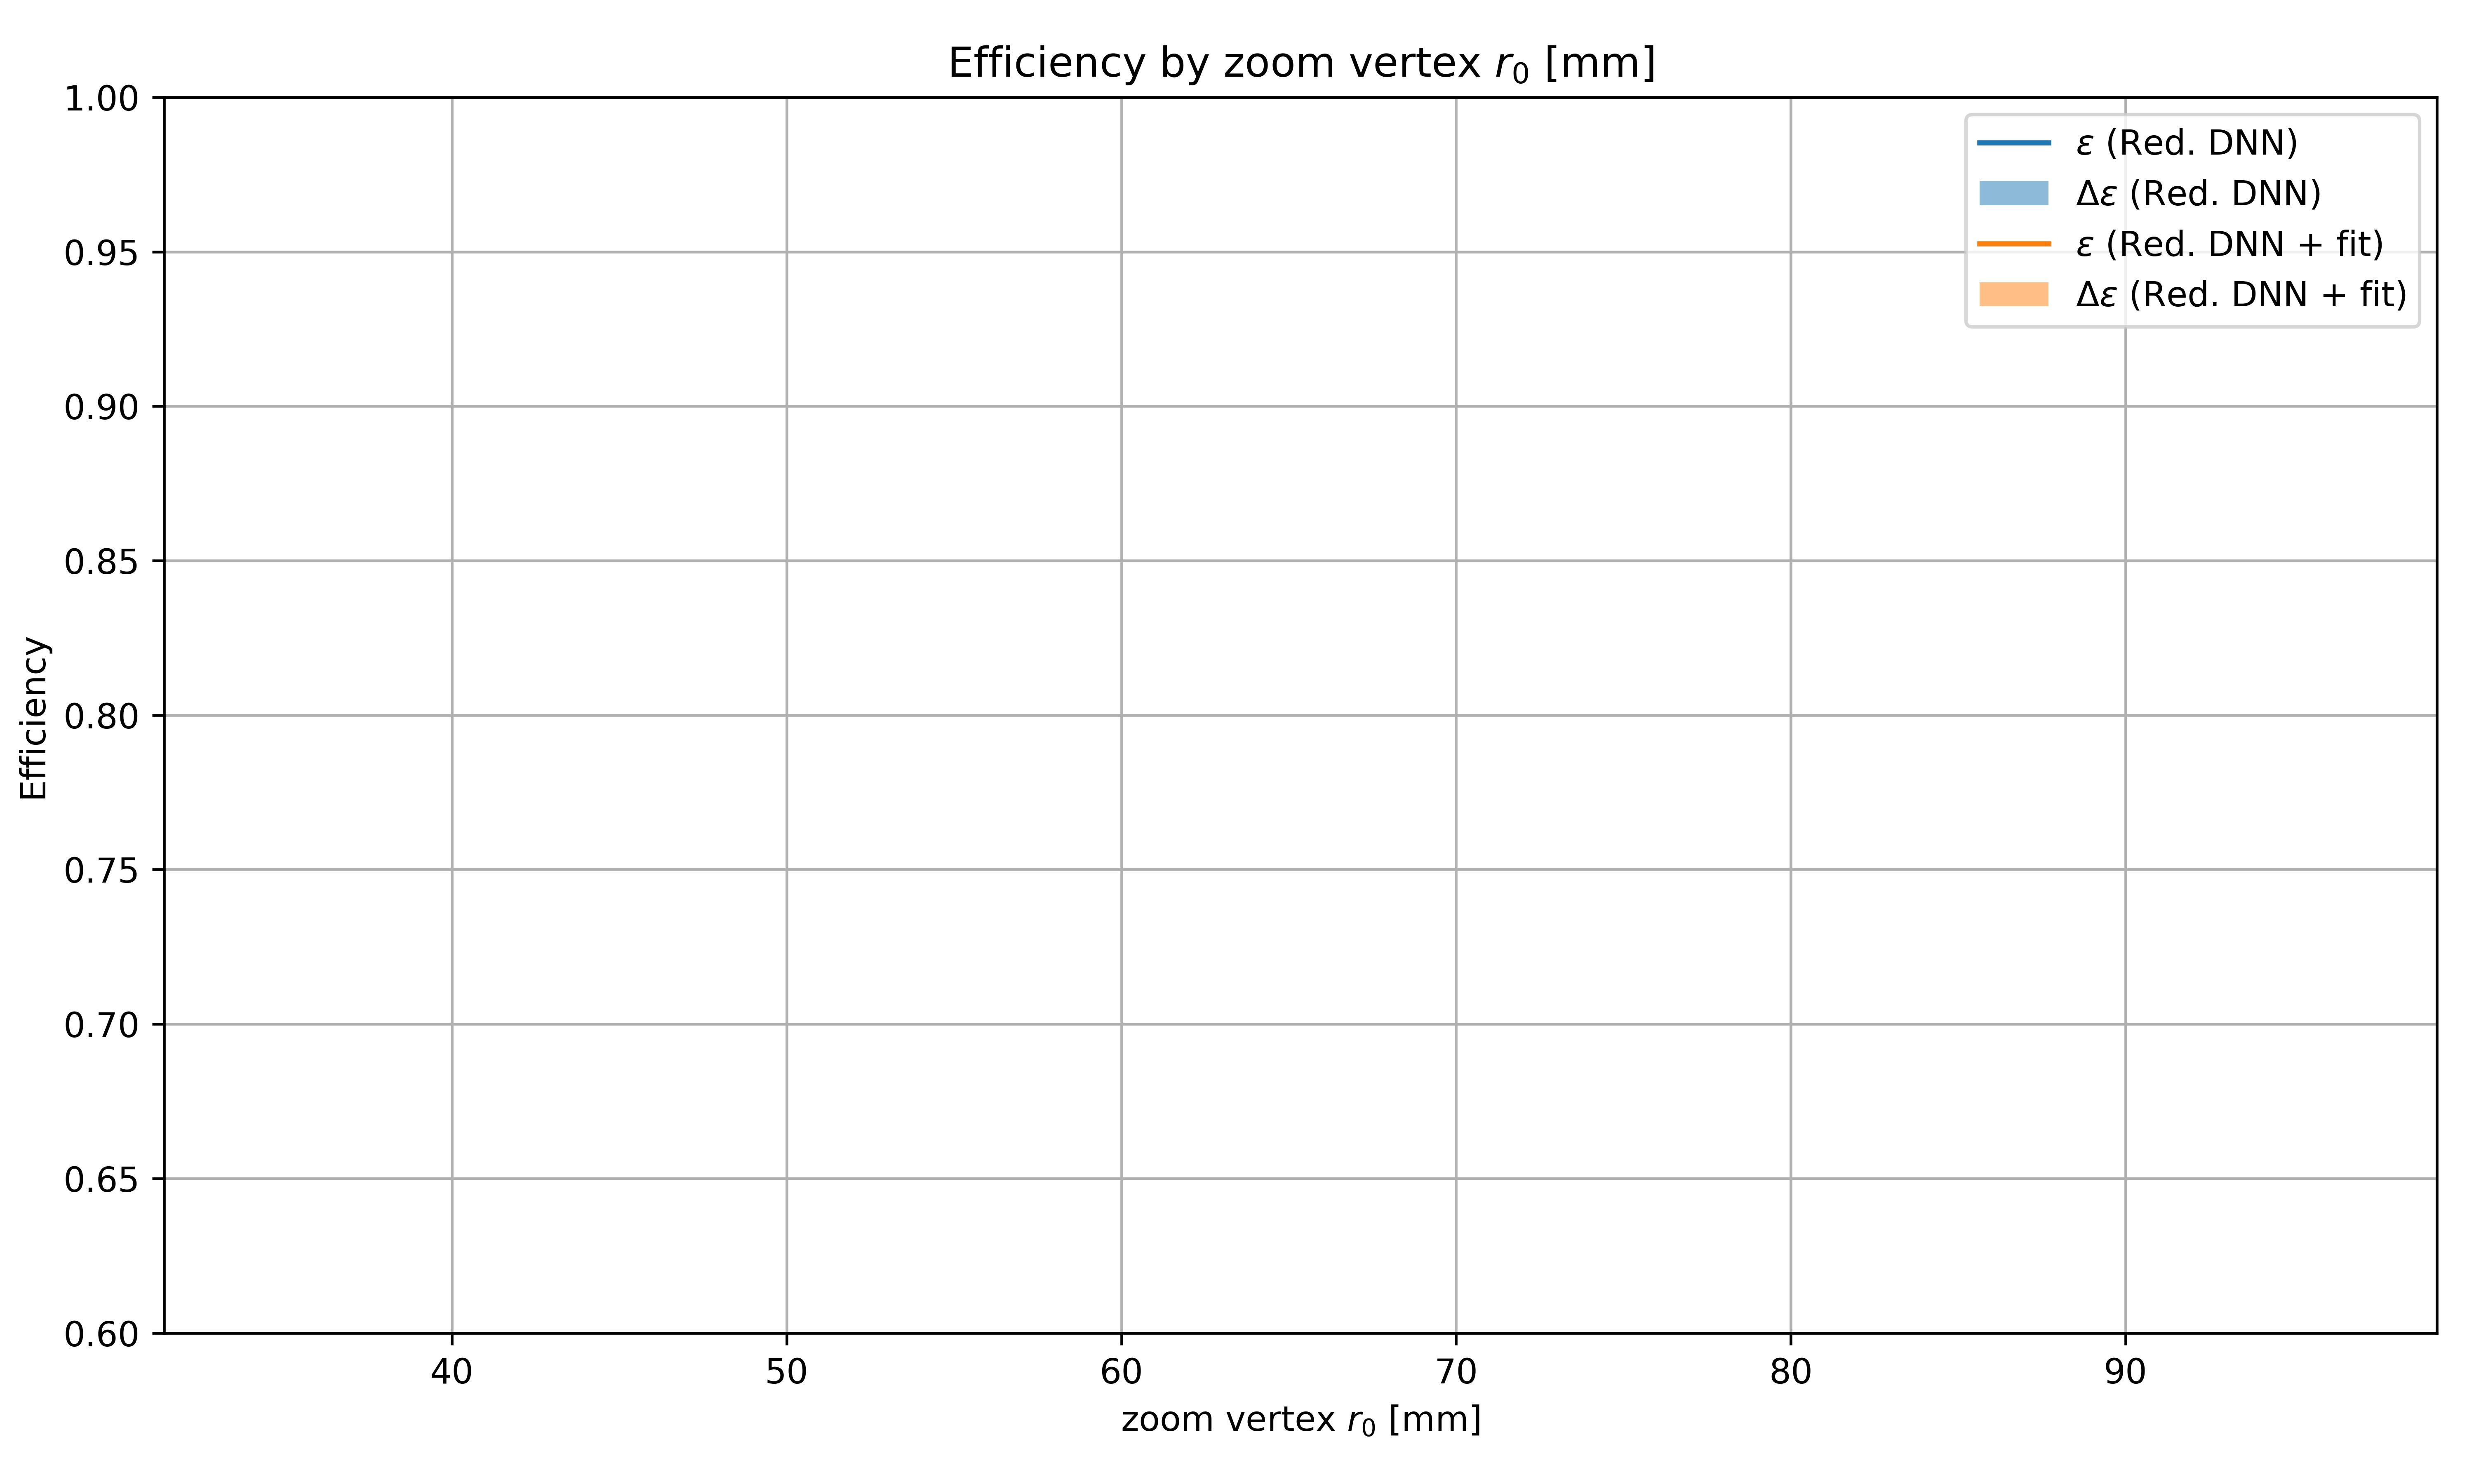 Efficiency by zoom vertex r₀ [mm]
1.00
0.95
0.90
0.85
0.80
0.75
0.70
0.65
0.60
Efficiency
ε (Red. DNN)
Δε (Red. DNN)
ε (Red. DNN + fit)
Δε (Red. DNN + fit)
40 50 60 70 80 90
zoom vertex r₀ [mm]